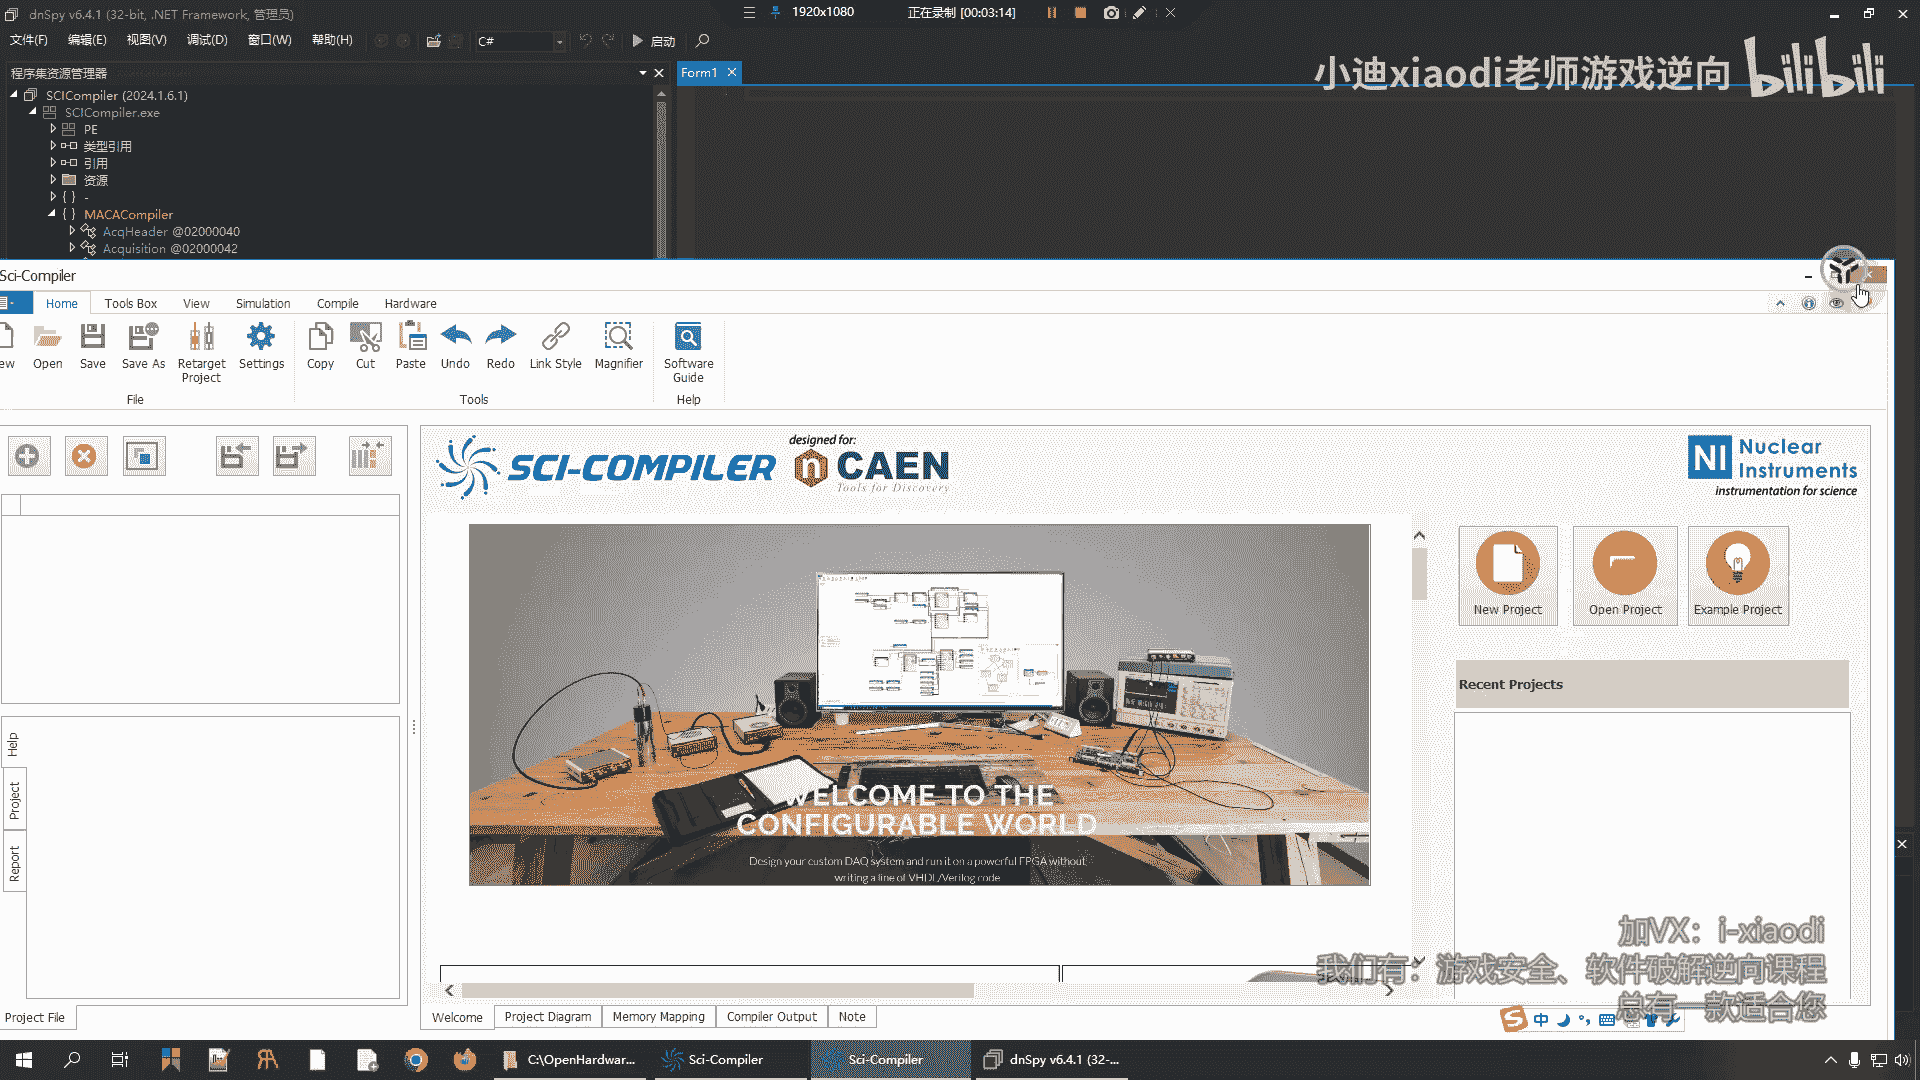 dnSpy v6.4.1 (32-bit, .NET Framework, 管理员)
1920x1080
正在录制 [00:03:14]
文件(F) 编辑(E) 视图(V) 调试(D) 窗口(W) 帮助(H)
C#
启动
程序集资源管理器
Form1
小迪xiaodi老师游戏逆向 bilibili
SCICompiler (2024.1.6.1)
SCICompiler.exe
PE
类型引用
引用
资源
{ } -
{ } MACACompiler
AcqHeader @02000040
Acquisition @02000042
Sci-Compiler
Home Tools Box View Simulation Compile Hardware
ew Open Save Save As Retarget Project Settings Copy Cut Paste Undo Redo Link Style Magnifier Software Guide
File Tools Help
SCI-COMPILER
designed for:
n CAEN
Tools for Discovery
NI Nuclear Instruments
instrumentation for science
WELCOME TO THE
CONFIGURABLE WORLD
Design your custom DAQ system and run it on a powerful FPGA without
writing a line of VHDL/Verilog code
New Project Open Project Example Project
Recent Projects
Help
Project
Report
加VX：i-xiaodi
我们有：游戏安全、软件破解逆向课程
总有一款适合您
Project File
Welcome Project Diagram Memory Mapping Compiler Output Note
中
C:\OpenHardwar...
Sci-Compiler
Sci-Compiler
dnSpy v6.4.1 (32-...